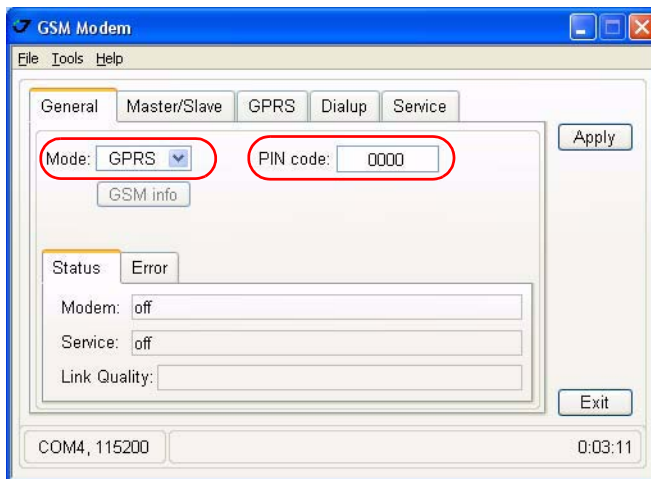 GSM Modem
File Tools Help
General Master/Slave GPRS Dialup Service
Apply
Mode: GPRS PIN code: 0000
GSM info
Status Error
Modem: off
Service: off
Link Quality:
Exit
COM4, 115200 0:03:11